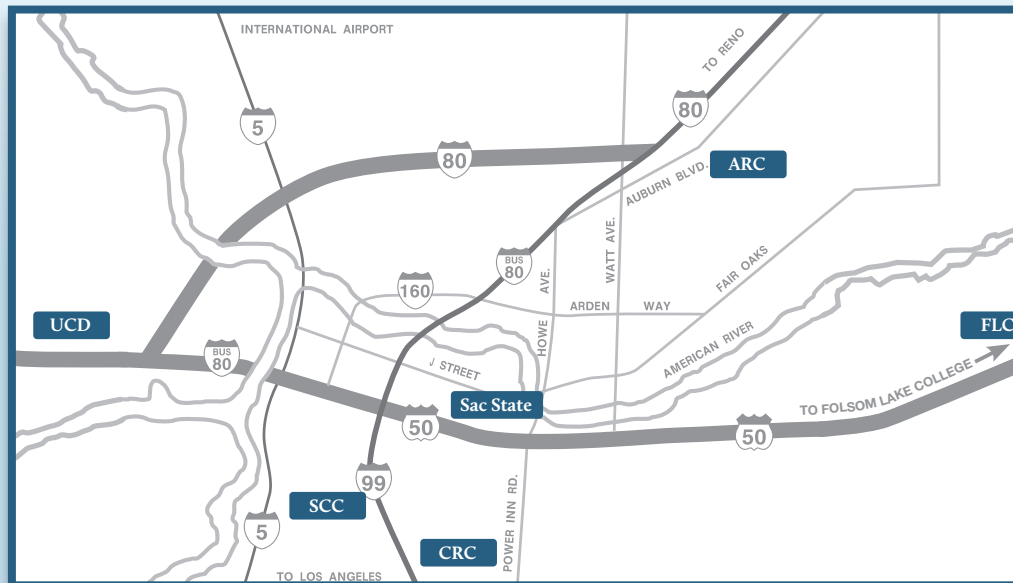 INTERNATIONAL AIRPORT
TO RENO
5
80
80
ARC
AUBURN BLVD.
WATT AVE.
BUS
80
HOWE AVE.
160
FAIR OAKS
ARDEN WAY
UCD
FLC
AMERICAN RIVER
BUS
80
J STREET
TO FOLSOM LAKE COLLEGE
Sac State
50
50
99
SCC
POWER INN RD.
5
CRC
TO LOS ANGELES